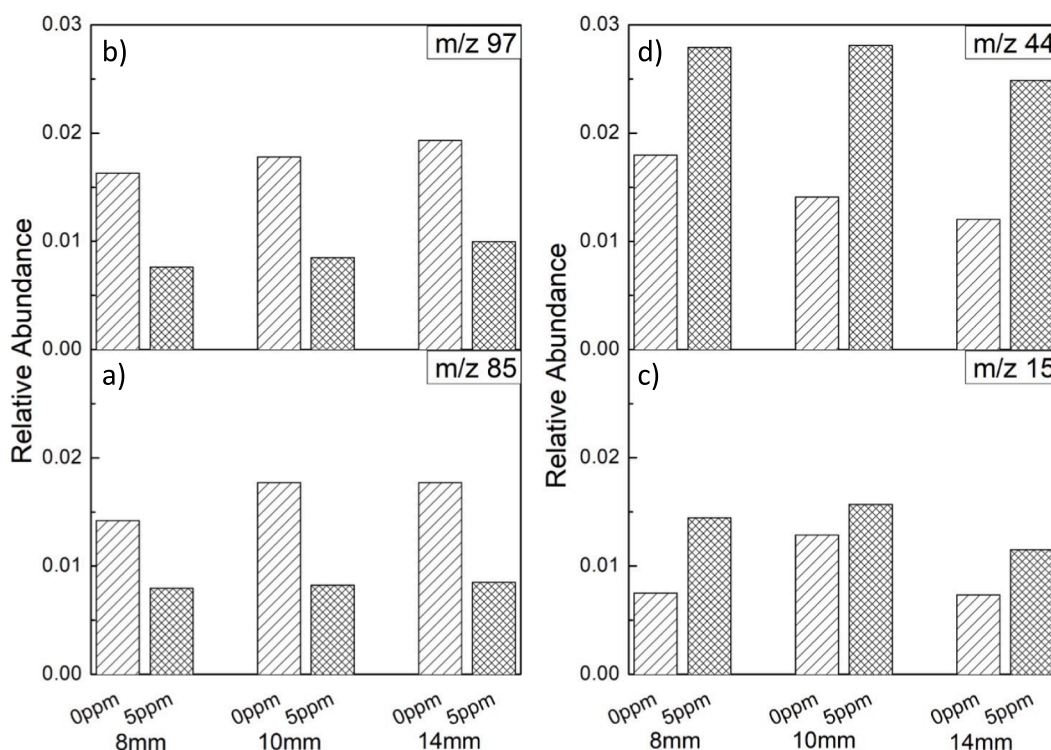 b)
m/z 97
0.03
0.02
0.01
0.00
Relative Abundance
a)
m/z 85
0.02
0.01
0.00
0ppm 5ppm 0ppm 5ppm 0ppm 5ppm
8mm 10mm 14mm
d)
m/z 44
0.03
0.02
0.01
0.00
Relative Abundance
c)
m/z 15
0.02
0.01
0.00
0ppm 5ppm 0ppm 5ppm 0ppm 5ppm
8mm 10mm 14mm